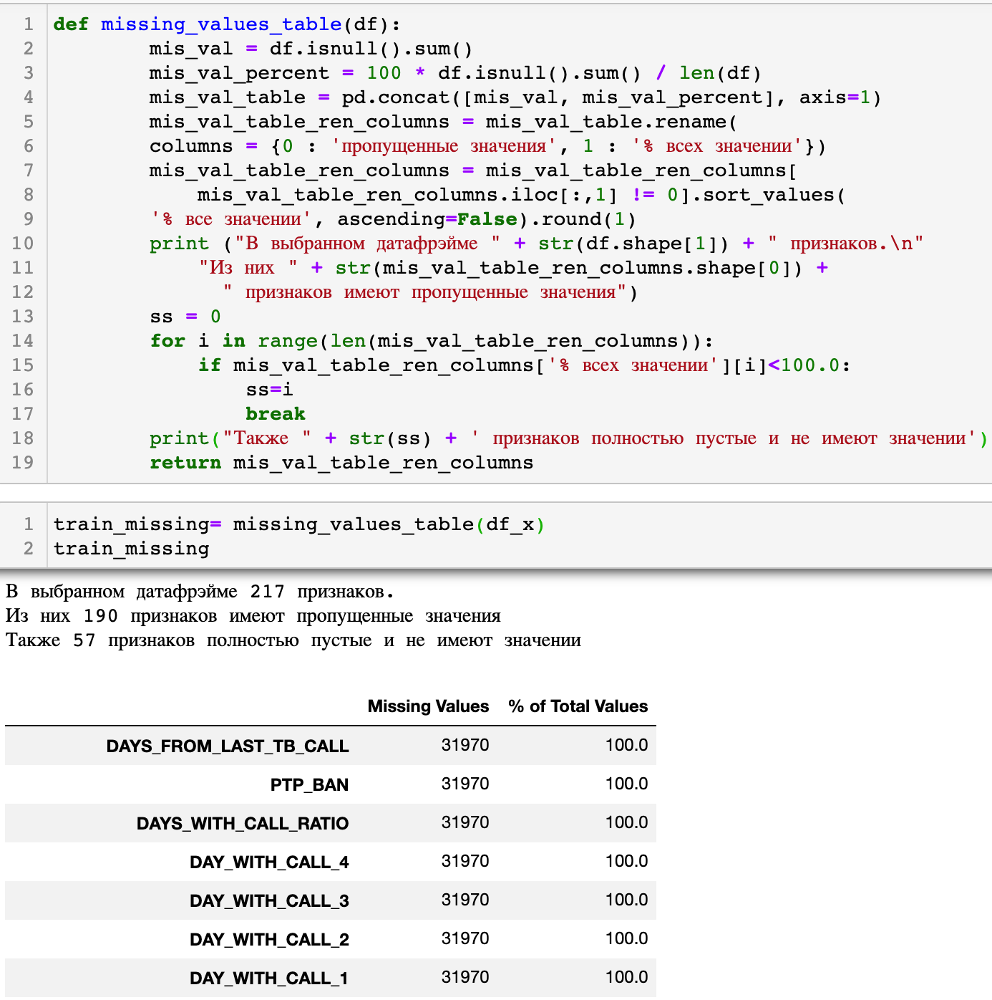 1 def missing_values_table(df):
2 mis_val = df.isnull().sum()
3 mis_val_percent = 100 * df.isnull().sum() / len(df)
4 mis_val_table = pd.concat([mis_val, mis_val_percent], axis=1)
5 mis_val_table_ren_columns = mis_val_table.rename(
6 columns = {0 : 'пропущенные значения', 1 : '% всех значении'})
7 mis_val_table_ren_columns = mis_val_table_ren_columns[
8 mis_val_table_ren_columns.iloc[:,1] != 0].sort_values(
9 '% все значении', ascending=False).round(1)
10 print ("В выбранном датафрэйме " + str(df.shape[1]) + " признаков.\n"
11 "Из них " + str(mis_val_table_ren_columns.shape[0]) +
12 " признаков имеют пропущенные значения")
13 ss = 0
14 for i in range(len(mis_val_table_ren_columns)):
15 if mis_val_table_ren_columns['% всех значении'][i]<100.0:
16 ss=i
17 break
18 print("Также " + str(ss) + ' признаков полностью пустые и не имеют значении')
19 return mis_val_table_ren_columns
1 train_missing= missing_values_table(df_x)
2 train_missing
В выбранном датафрэйме 217 признаков.
Из них 190 признаков имеют пропущенные значения
Также 57 признаков полностью пустые и не имеют значении
Missing Values % of Total Values
DAYS_FROM_LAST_TB_CALL 31970 100.0
PTP_BAN 31970 100.0
DAYS_WITH_CALL_RATIO 31970 100.0
DAY_WITH_CALL_4 31970 100.0
DAY_WITH_CALL_3 31970 100.0
DAY_WITH_CALL_2 31970 100.0
DAY_WITH_CALL_1 31970 100.0